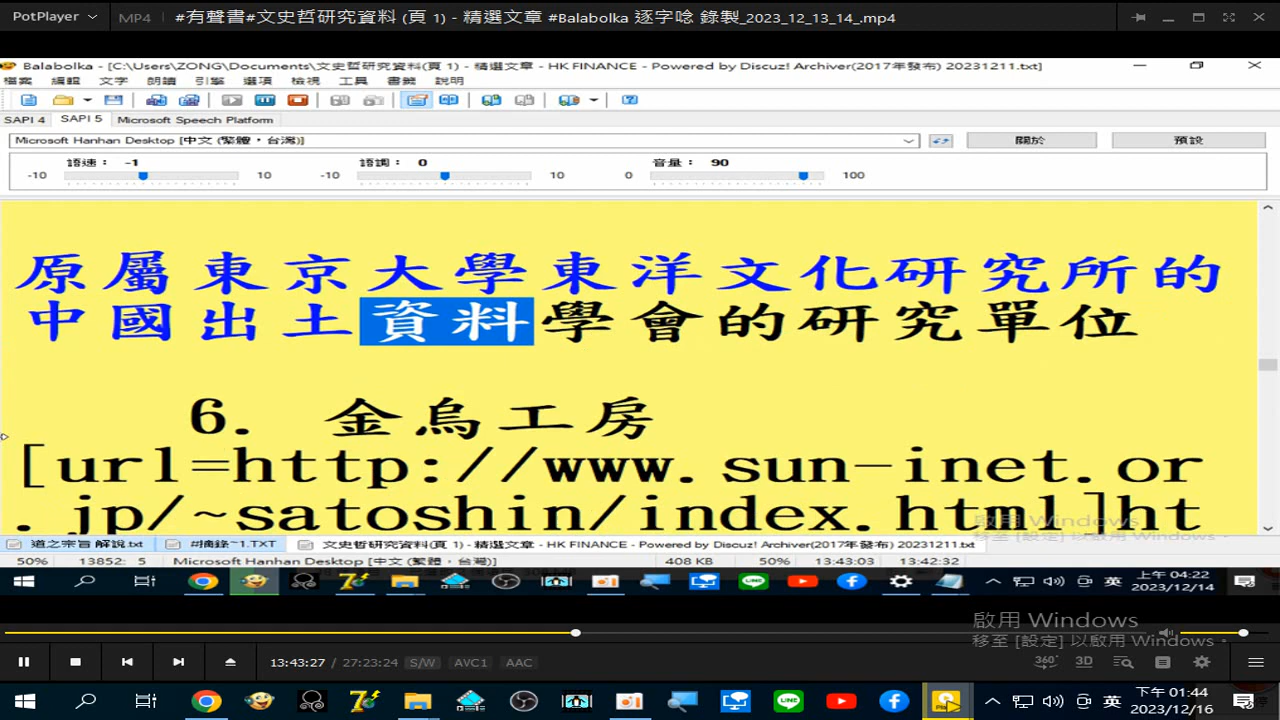 PotPlayer
MP4
#有聲書#文史哲研究資料 (頁 1) - 精選文章 #Balabolka 逐字唸 錄製_2023_12_13_14_.mp4
Balabolka - [C:\Users\ZONG\Documents\文史哲研究資料(頁 1) - 精選文章 - HK FINANCE - Powered by Discuz! Archiver(2017年發布) 20231211.txt]
檔案 編輯 文字 朗讀 引擎 選項 檢視 工具 書籤 說明
SAPI 4 SAPI 5 Microsoft Speech Platform
Microsoft Hanhan Desktop [中文 (繁體，台灣)]
關於
預設
語速： -1
語調： 0
音量： 90
-10 10 -10 10 0 100
原屬東京大學東洋文化研究所的
中國出土資料學會的研究單位
6. 金烏工房
[url=http://www.sun-inet.or
.jp/~satoshin/index.html]ht
啟用 Windows
移至 [設定] 以啟用 Windows。
道之宗旨 解說.txt
#摘錄~1.TXT
文史哲研究資料(頁 1) - 精選文章 - HK FINANCE - Powered by Discuz! Archiver(2017年發布) 20231211.txt
50% 13852: 5 Microsoft Hanhan Desktop [中文 (繁體，台灣)] 408 KB 50% 13:43:03 13:42:32
英
上午 04:22
2023/12/14
啟用 Windows
移至 [設定] 以啟用 Windows。
13:43:27 / 27:23:24 S/W AVC1 AAC
360°
3D
英
下午 01:44
2023/12/16